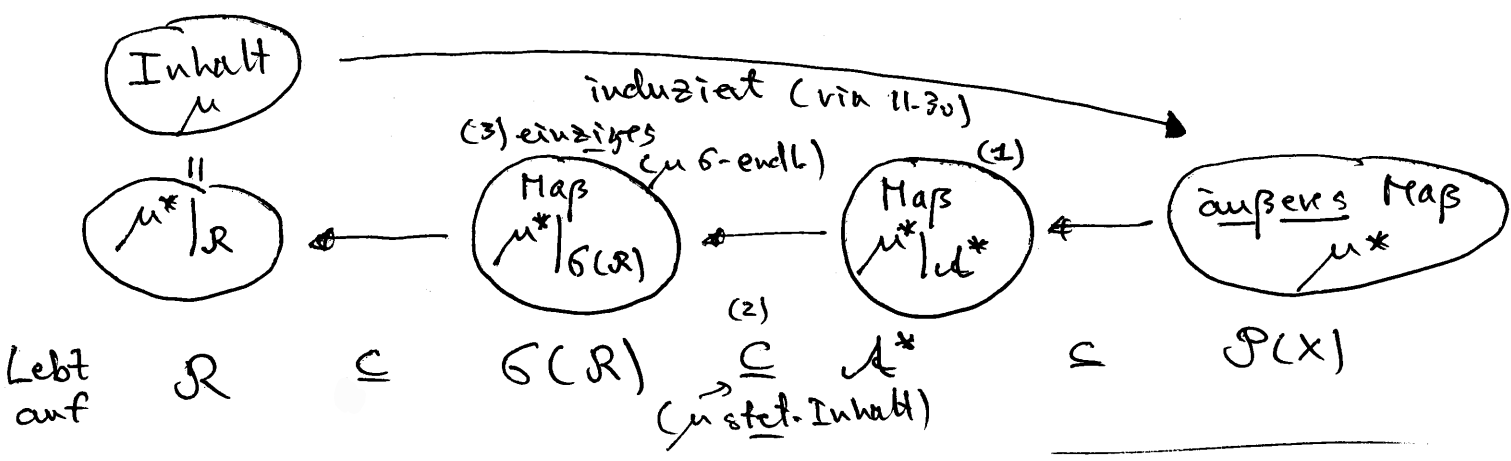 Inhalt
μ
induziert (via 11.30)
(3) einziges
(μ σ-endl)
(1)
||
μ*|ℛ
Maß
μ*|σ(ℛ)
Maß
μ*|𝒜*
äußeres Maß
μ*
(2)
Lebt auf ℛ ⊆ σ(ℛ) ⊆ 𝒜* ⊆ 𝒫(X)
(μ stet. Inhalt)